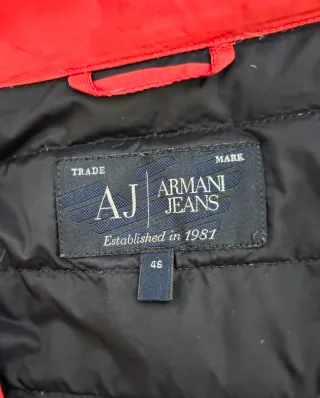 TRADE MARK
AJ | ARMANI
JEANS
Established in 1981
46